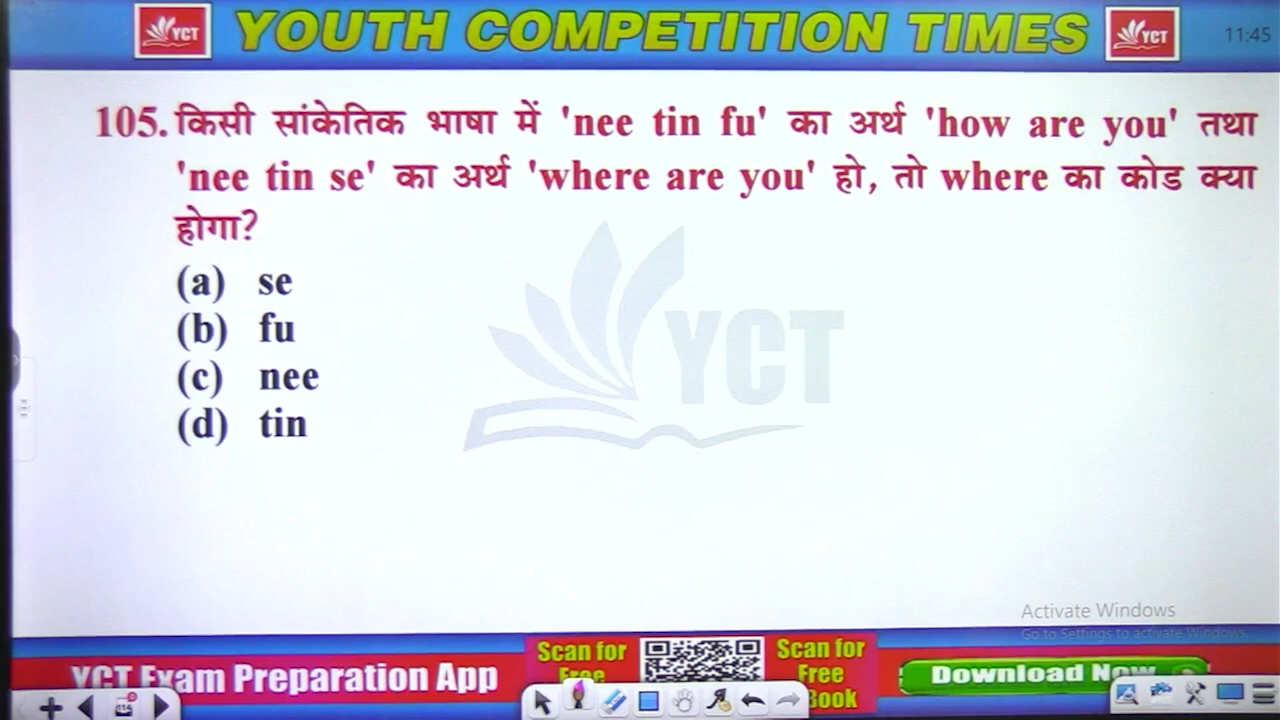 YCT
YOUTH COMPETITION TIMES
YCT
11:45
105. किसी सांकेतिक भाषा में 'nee tin fu' का अर्थ 'how are you' तथा
'nee tin se' का अर्थ 'where are you' हो, तो where का कोड क्या
होगा?
(a) se
(b) fu
(c) nee
(d) tin
YCT
Activate Windows
Go to Settings to activate Windows.
YCT Exam Preparation App
Scan for
Free
Scan for
Free
Book
Download Now